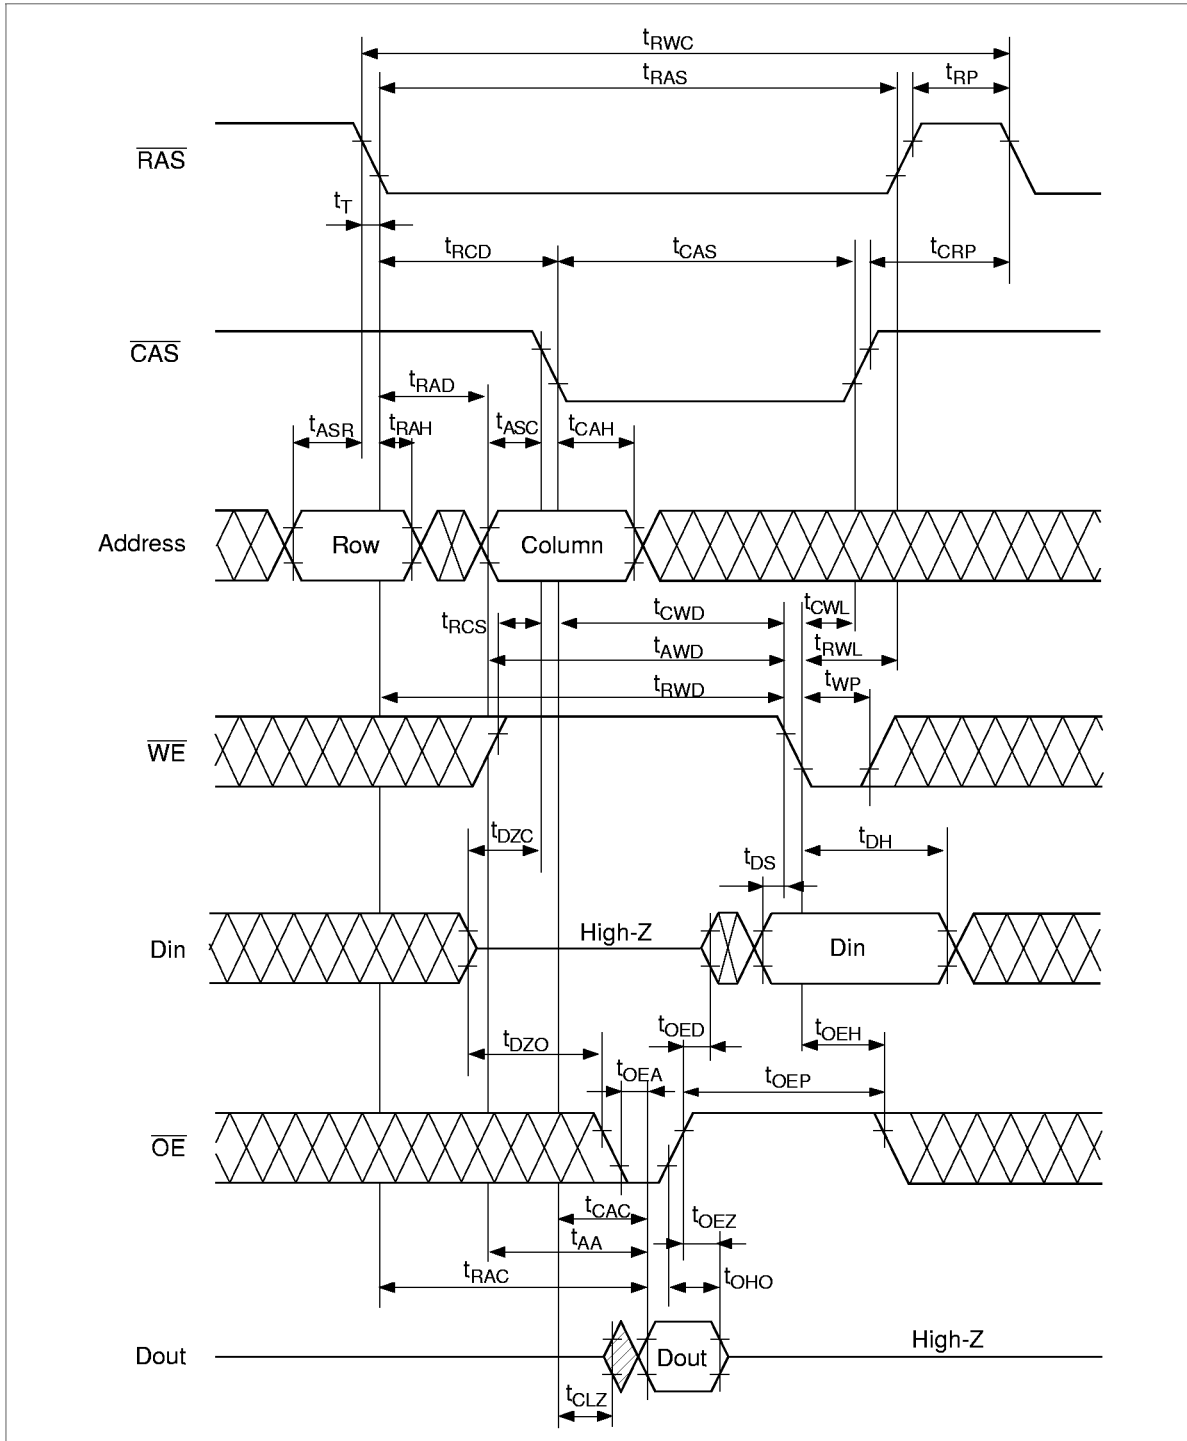 tRWC
tRAS
tRP
RAS
tT
tRCD
tCAS
tCRP
CAS
tRAD
tASR
tRAH
tASC
tCAH
Address
Row
Column
tRCS
tCWD
tCWL
tAWD
tRWL
tRWD
tWP
WE
tDZC
tDS
tDH
Din
High-Z
Din
tDZO
tOED
tOEH
tOEA
tOEP
OE
tCAC
tOEZ
tAA
tRAC
tOHO
Dout
Dout
High-Z
tCLZ